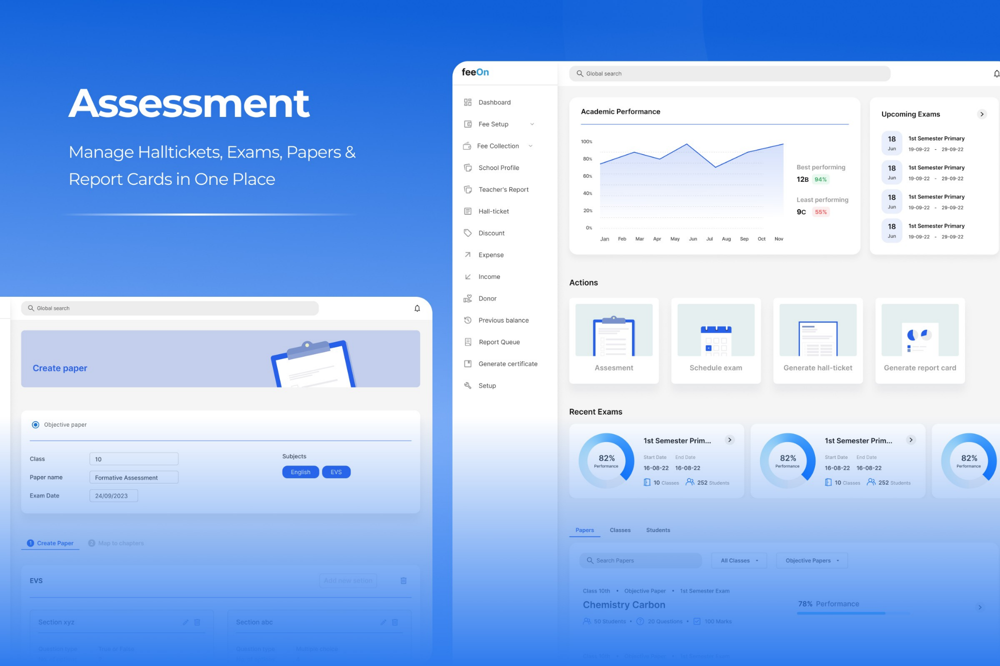 Assessment
Manage Halltickets, Exams, Papers &
Report Cards in One Place
Global search
Create paper
Objective paper
Class 10
Paper name Formative Assessment
Exam Date 24/09/2023
Subjects
English EVS
1 Create Paper 2 Map to chapters
EVS Add new setion
Section xyz
Question type True or False
Section abc
Question type Multiple choice
feeOn
Global search
Dashboard
Fee Setup
Fee Collection
School Profile
Teacher's Report
Hall-ticket
Discount
Expense
Income
Donor
Previous balance
Report Queue
Generate certificate
Setup
Academic Performance
100%
80%
60%
40%
20%
0%
Jan Feb Mar Apr May Jun Jul Aug Sep Oct Nov
Best performing
12B 94%
Least performing
9C 55%
Upcoming Exams
18 Jun
1st Semester Primary
19-09-22 - 29-09-22
18 Jun
1st Semester Primary
19-09-22 - 29-09-22
18 Jun
1st Semester Primary
19-09-22 - 29-09-22
18 Jun
1st Semester Primary
19-09-22 - 29-09-22
Actions
Assesment
Schedule exam
Generate hall-ticket
Generate report card
Recent Exams
82%
Performance
1st Semester Prim...
Start Date End Date
16-08-22 16-08-22
10 Classes 252 Students
82%
Performance
1st Semester Prim...
Start Date End Date
16-08-22 16-08-22
10 Classes 252 Students
82%
Performance
Papers Classes Students
Search Papers
All Classes
Objective Papers
Class 10th • Objective Paper • 1st Semester Exam
Chemistry Carbon
50 Students • 20 Questions • 100 Marks
78% Performance
Class 10th • Objective Paper • 1st Semester Exam